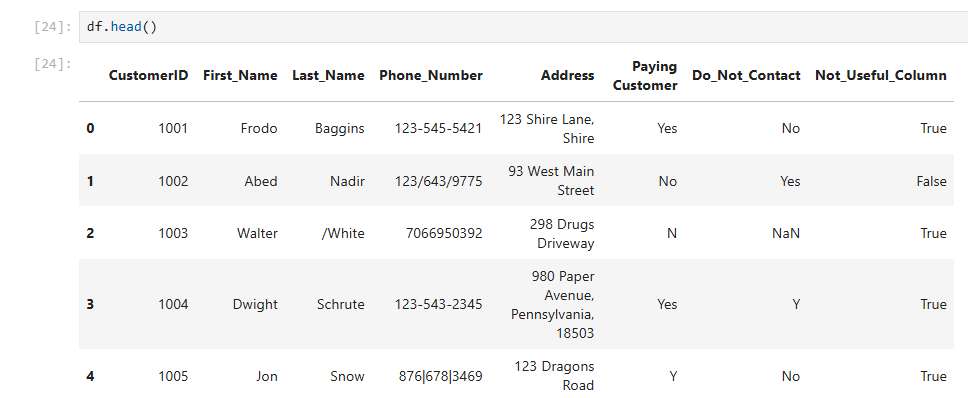 [24]: df.head()
[24]:
CustomerID First_Name Last_Name Phone_Number Address Paying Do_Not_Contact Not_Useful_Column
Customer
0 1001 Frodo Baggins 123-545-5421 123 Shire Lane, Yes No True
Shire
1 1002 Abed Nadir 123/643/9775 93 West Main No Yes False
Street
2 1003 Walter /White 7066950392 298 Drugs N NaN True
Driveway
980 Paper
3 1004 Dwight Schrute 123-543-2345 Avenue, Yes Y True
Pennsylvania,
18503
4 1005 Jon Snow 876|678|3469 123 Dragons Y No True
Road